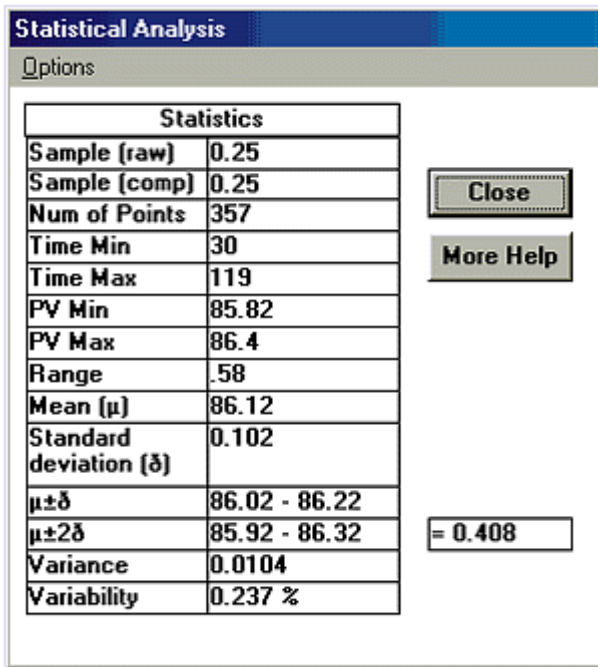 Statistical Analysis
Options
Statistics
Sample (raw) 0.25
Sample (comp) 0.25
Close
Num of Points 357
Time Min 30
More Help
Time Max 119
PV Min 85.82
PV Max 86.4
Range .58
Mean (μ) 86.12
Standard 0.102
deviation (ð)
μ±ð 86.02 - 86.22
μ±2ð 85.92 - 86.32 = 0.408
Variance 0.0104
Variability 0.237 %